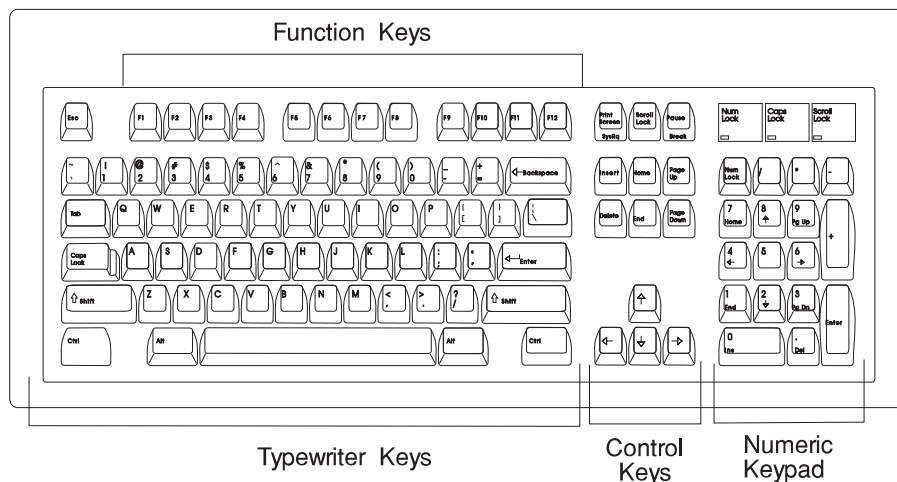 Function Keys
Esc F1 F2 F3 F4 F5 F6 F7 F8 F9 F10 F11 F12 Print Screen SysRq Scroll Lock Pause Break Num Lock Caps Lock Scroll Lock
~ ` ! 1 @ 2 # 3 $ 4 % 5 ^ 6 & 7 * 8 ( 9 ) 0 _ - + = Backspace Insert Home Page Up Num Lock / * -
Tab Q W E R T Y U I O P { [ } ] ¦ \ Delete End Page Down 7 Home 8 9 Pg Up +
Caps Lock A S D F G H J K L : ; " ' Enter 4 5 6
Shift Z X C V B N M < , > . ? / Shift 1 End 2 3 Pg Dn Enter
Ctrl Alt Alt Ctrl 0 Ins . Del
Typewriter Keys
Control Keys
Numeric Keypad